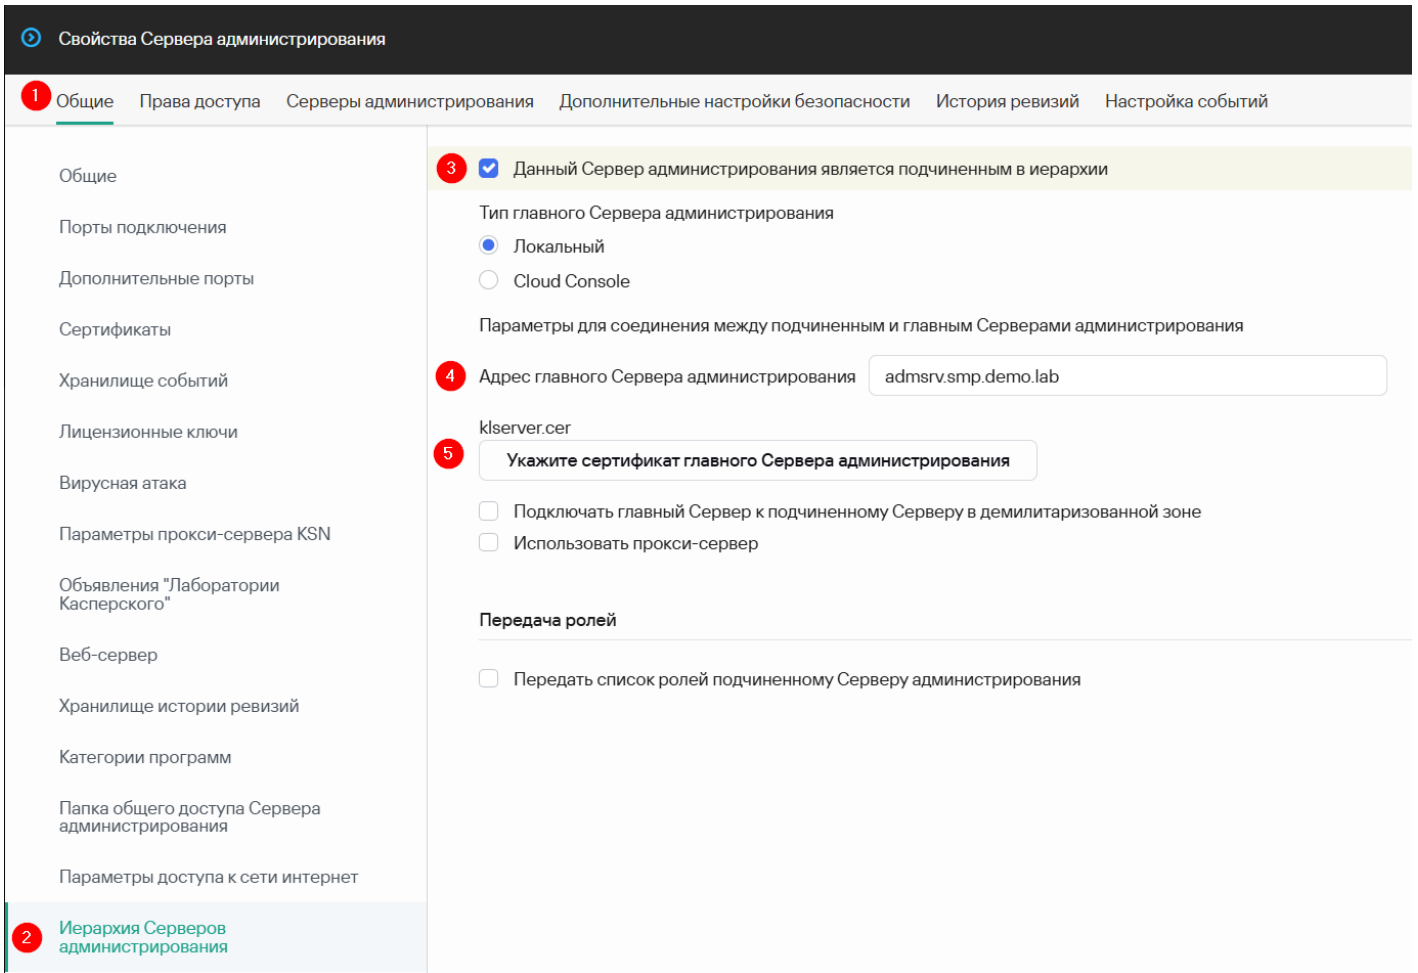 Свойства Сервера администрирования
1 Общие Права доступа Серверы администрирования Дополнительные настройки безопасности История ревизий Настройка событий
Общие
Порты подключения
Дополнительные порты
Сертификаты
Хранилище событий
Лицензионные ключи
Вирусная атака
Параметры прокси-сервера KSN
Объявления "Лаборатории
Касперского"
Веб-сервер
Хранилище истории ревизий
Категории программ
Папка общего доступа Сервера
администрирования
Параметры доступа к сети интернет
2 Иерархия Серверов
администрирования
3 Данный Сервер администрирования является подчиненным в иерархии
Тип главного Сервера администрирования
Локальный
Cloud Console
Параметры для соединения между подчиненным и главным Серверами администрирования
4 Адрес главного Сервера администрирования admsrv.smp.demo.lab
klserver.cer
5 Укажите сертификат главного Сервера администрирования
Подключать главный Сервер к подчиненному Серверу в демилитаризованной зоне
Использовать прокси-сервер
Передача ролей
Передать список ролей подчиненному Серверу администрирования